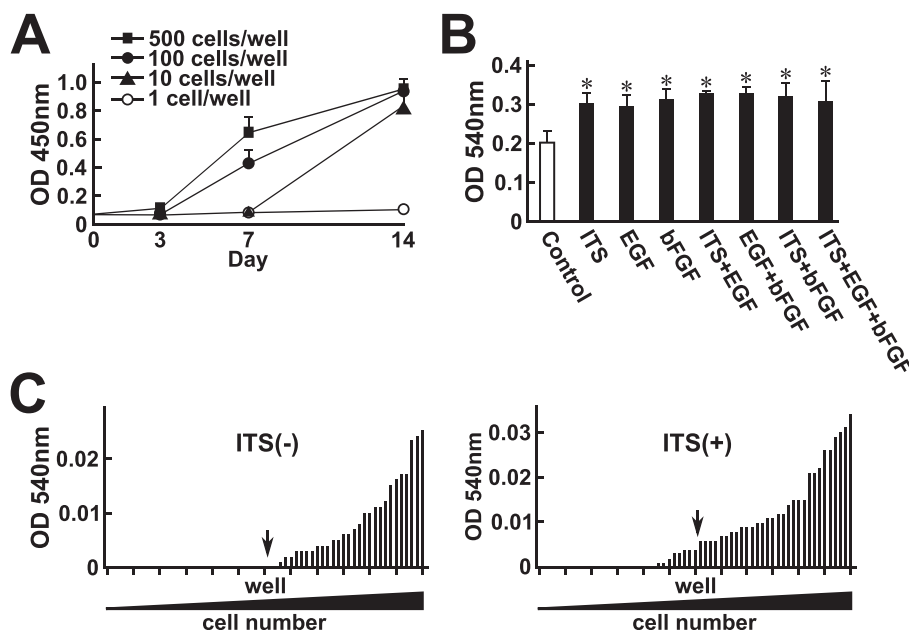 A
500 cells/well
100 cells/well
10 cells/well
1 cell/well
OD 450nm
1.0
0.8
0.6
0.4
0.2
0
0 3 7 14
Day
B
OD 540nm
0.4
0.3
0.2
0.1
0
* * * * * * *
Control
ITS
EGF
bFGF
ITS+EGF
EGF+bFGF
ITS+bFGF
ITS+EGF+bFGF
C
ITS(-)
OD 540nm
0.02
0.01
0
well
cell number
ITS(+)
OD 540nm
0.03
0.02
0.01
0
well
cell number